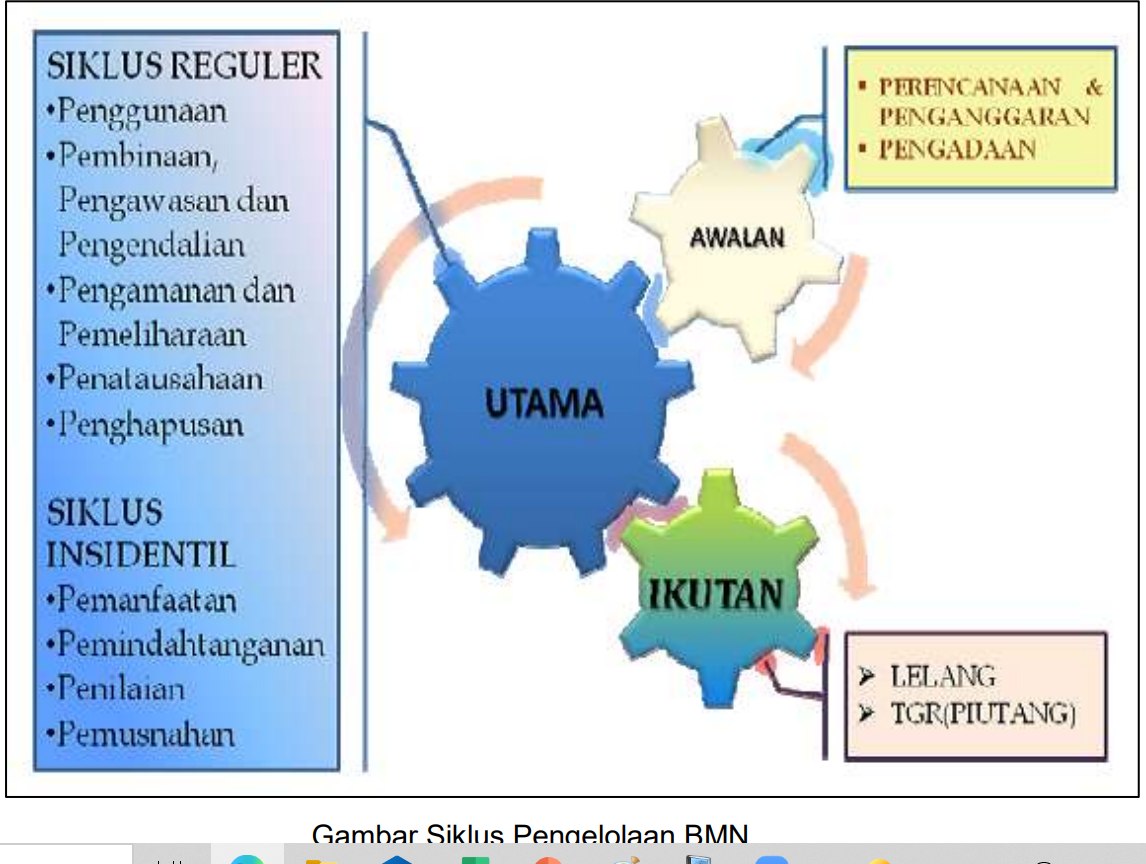 SIKLUS REGULER
•Penggunaan
•Pembinaan,
Pengawasan dan
Pengendalian
•Pengamanan dan
Pemeliharaan
•Penatausahaan
•Penghapusan
SIKLUS
INSIDENTIL
•Pemanfaatan
•Pemindahtanganan
•Penilaian
•Pemusnahan
UTAMA
AWALAN
▪ PERENCANAAN &
PENGANGGARAN
▪ PENGADAAN
IKUTAN
➢ LELANG
➢ TGR(PIUTANG)
Gambar Siklus Pengelolaan BMN